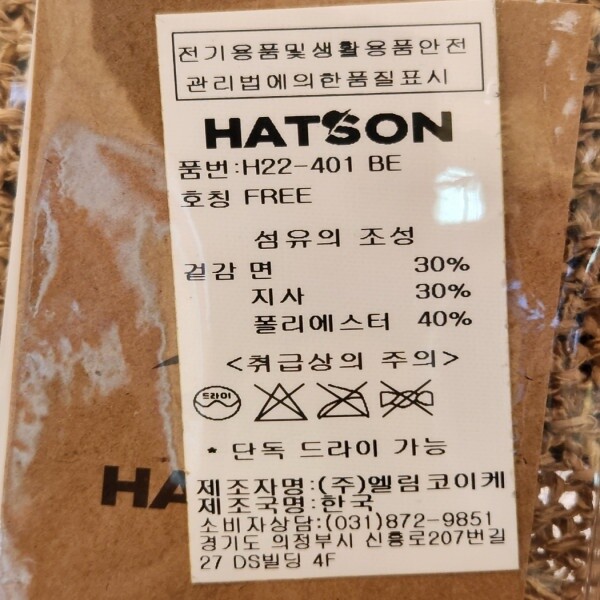 전기용품및생활용품안전
관리법에의한품질표시
HATSON
품번:H22-401 BE
호칭 FREE
섬유의 조성
겉감 면 30%
지사 30%
폴리에스터 40%
<취급상의 주의>
드라이
* 단독 드라이 가능
제조자명:(주)엘림코이케
제조국명:한국
소비자상담:(031)872-9851
경기도 의정부시 신흥로207번길
27 DS빌딩 4F
HA